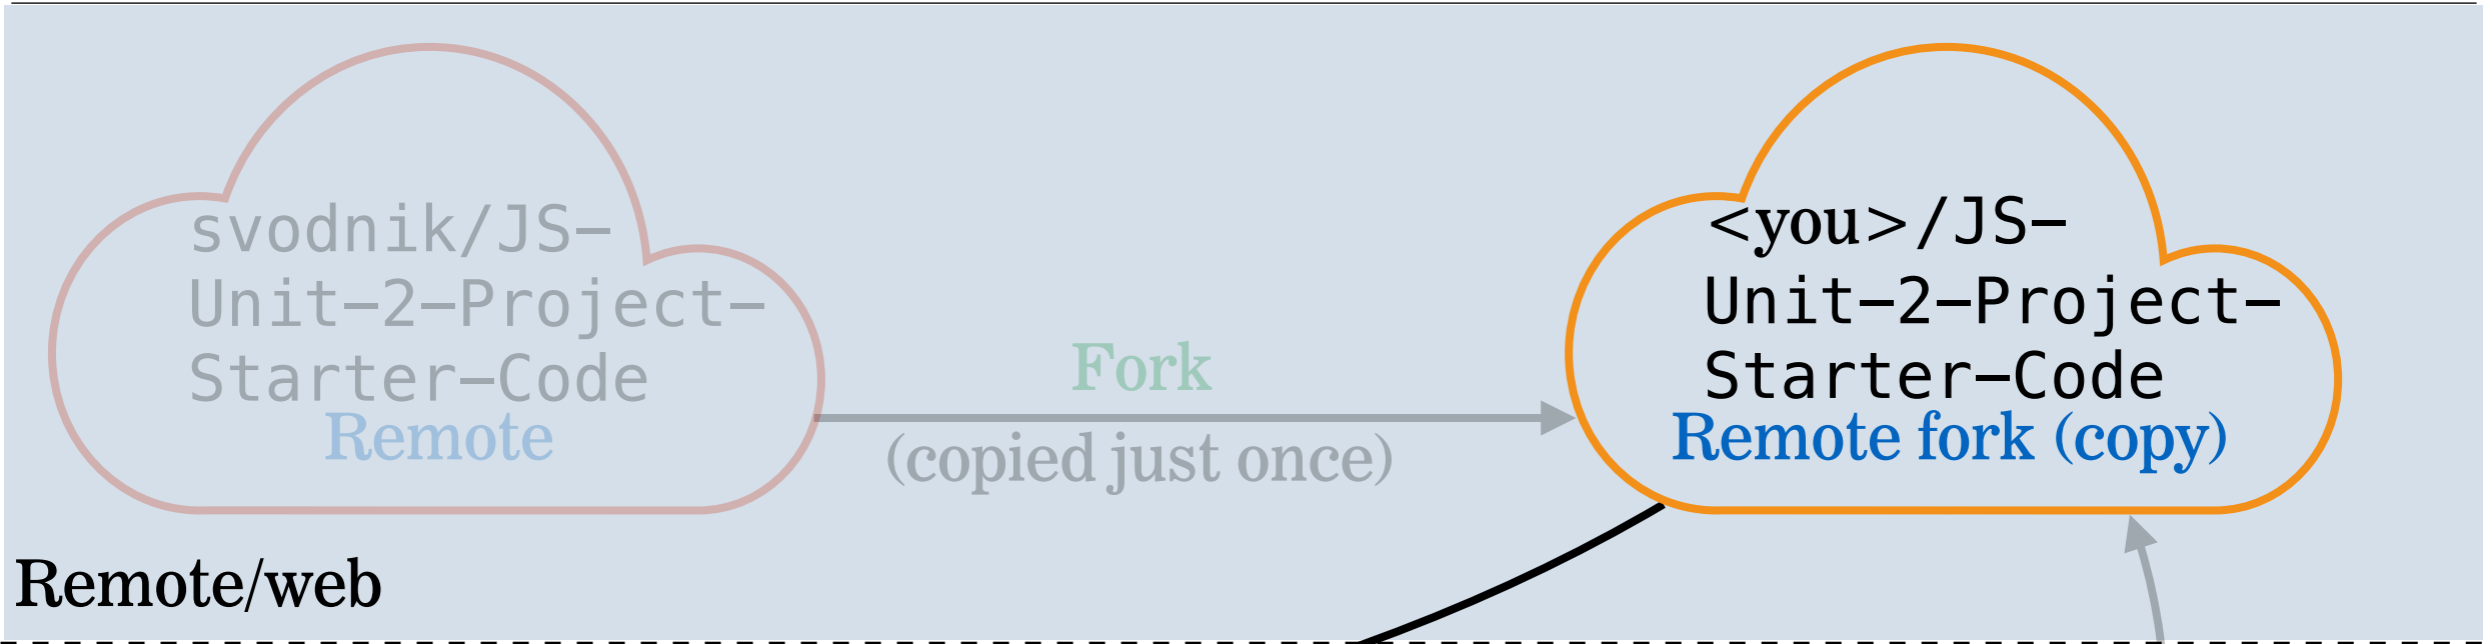 svodnik/JS-
Unit-2-Project-
Starter-Code
Remote
Fork
(copied just once)
<you>/JS-
Unit-2-Project-
Starter-Code
Remote fork (copy)
Remote/web